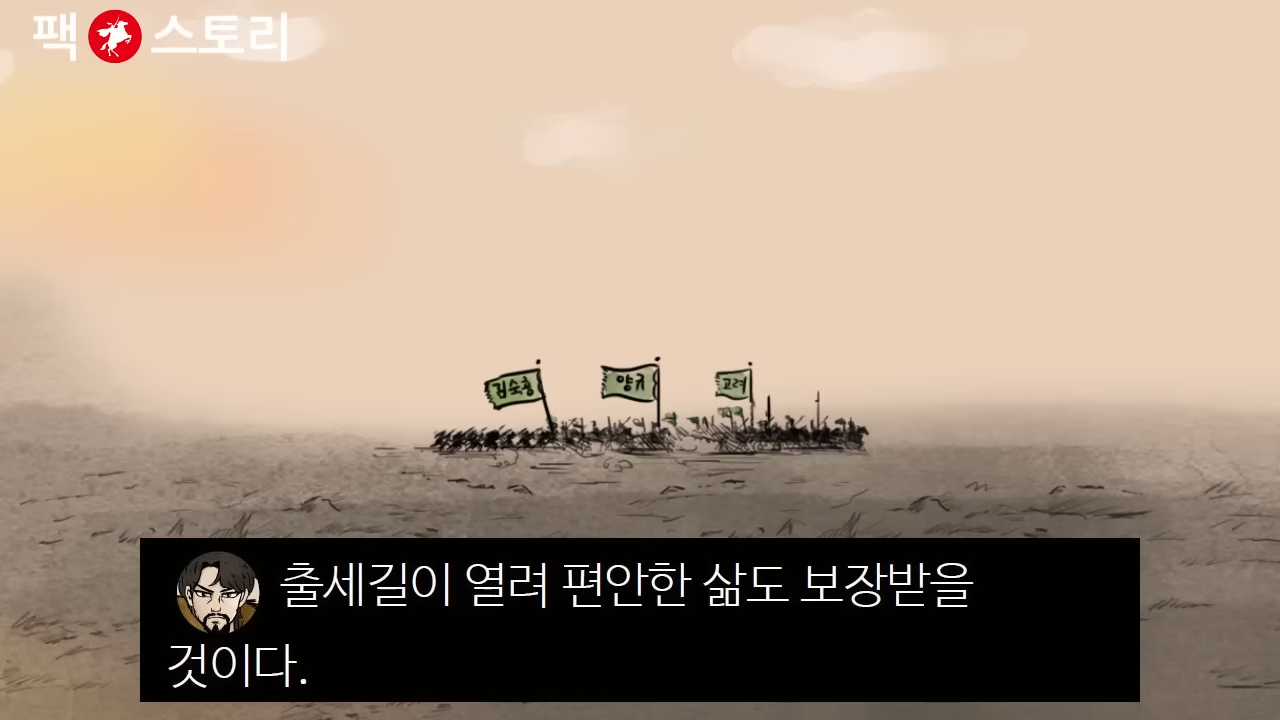 팩 스토리
김숙흥
양규
고려
출세길이 열려 편안한 삶도 보장받을
것이다.